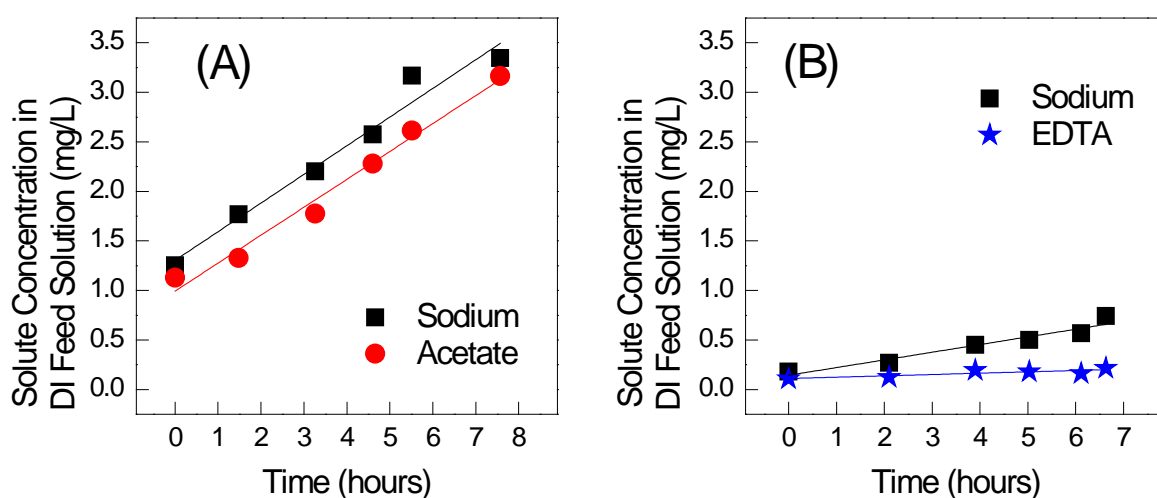 Solute Concentration in
DI Feed Solution (mg/L)
3.5
3.0
2.5
2.0
1.5
1.0
0.5
0.0
(A)
Sodium
Acetate
0 1 2 3 4 5 6 7 8
Time (hours)
Solute Concentration in
DI Feed Solution (mg/L)
3.5
3.0
2.5
2.0
1.5
1.0
0.5
0.0
(B)
Sodium
EDTA
0 1 2 3 4 5 6 7
Time (hours)